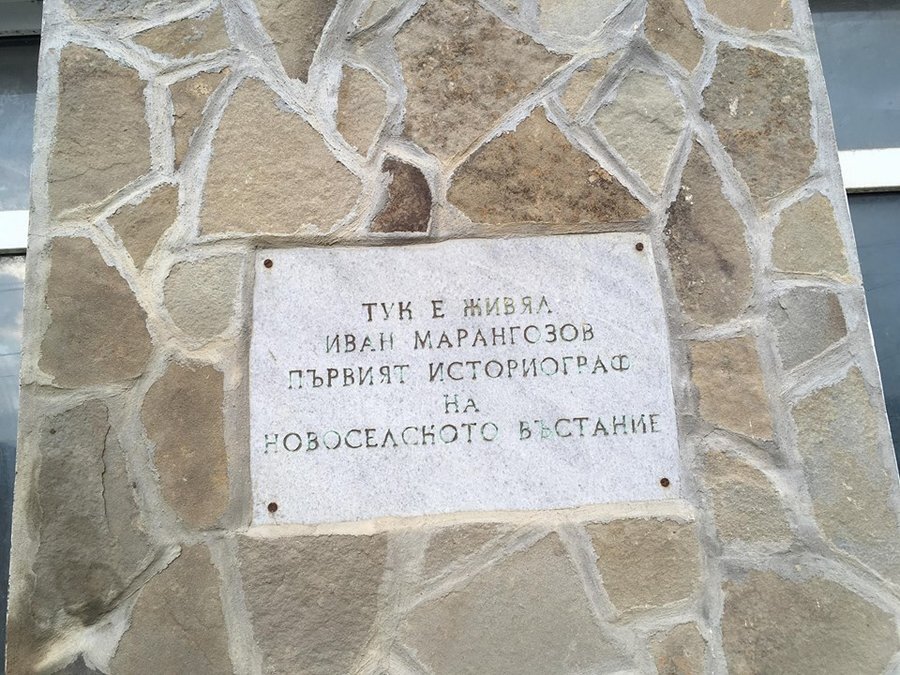 ТУК Е ЖИВЯЛ
ИВАН МАРАНГОЗОВ
ПЪРВИЯТ ИСТОРИОГРАФ
НА
НОВОСЕЛСКОТО ВЪСТАНИЕ